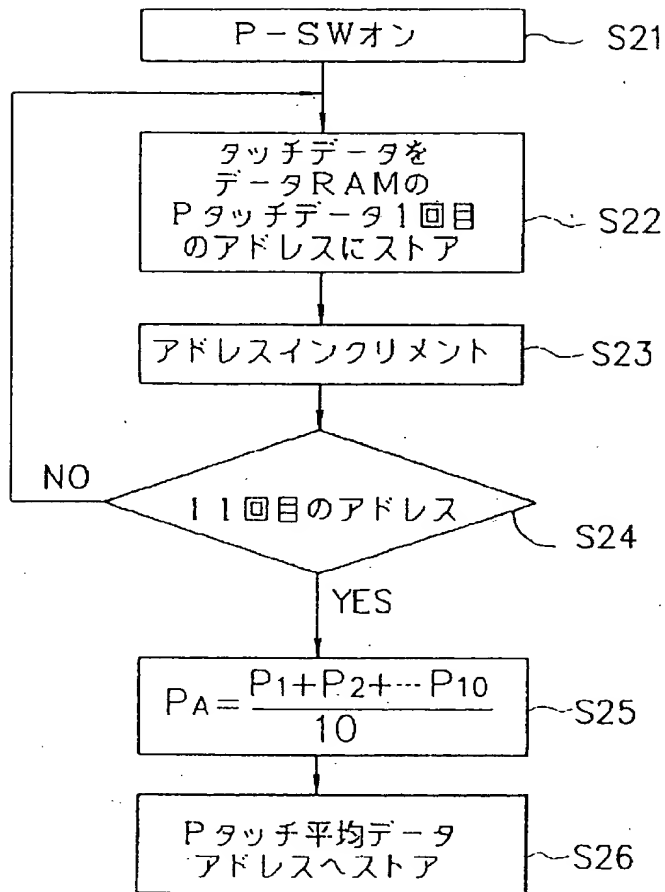 P-SWオン
S21
タッチデータを
データRAMの
Pタッチデータ1回目
のアドレスにストア
S22
アドレスインクリメント
S23
NO
11回目のアドレス
S24
YES
PA=P1+P2+…P10/10
S25
Pタッチ平均データ
アドレスへストア
S26